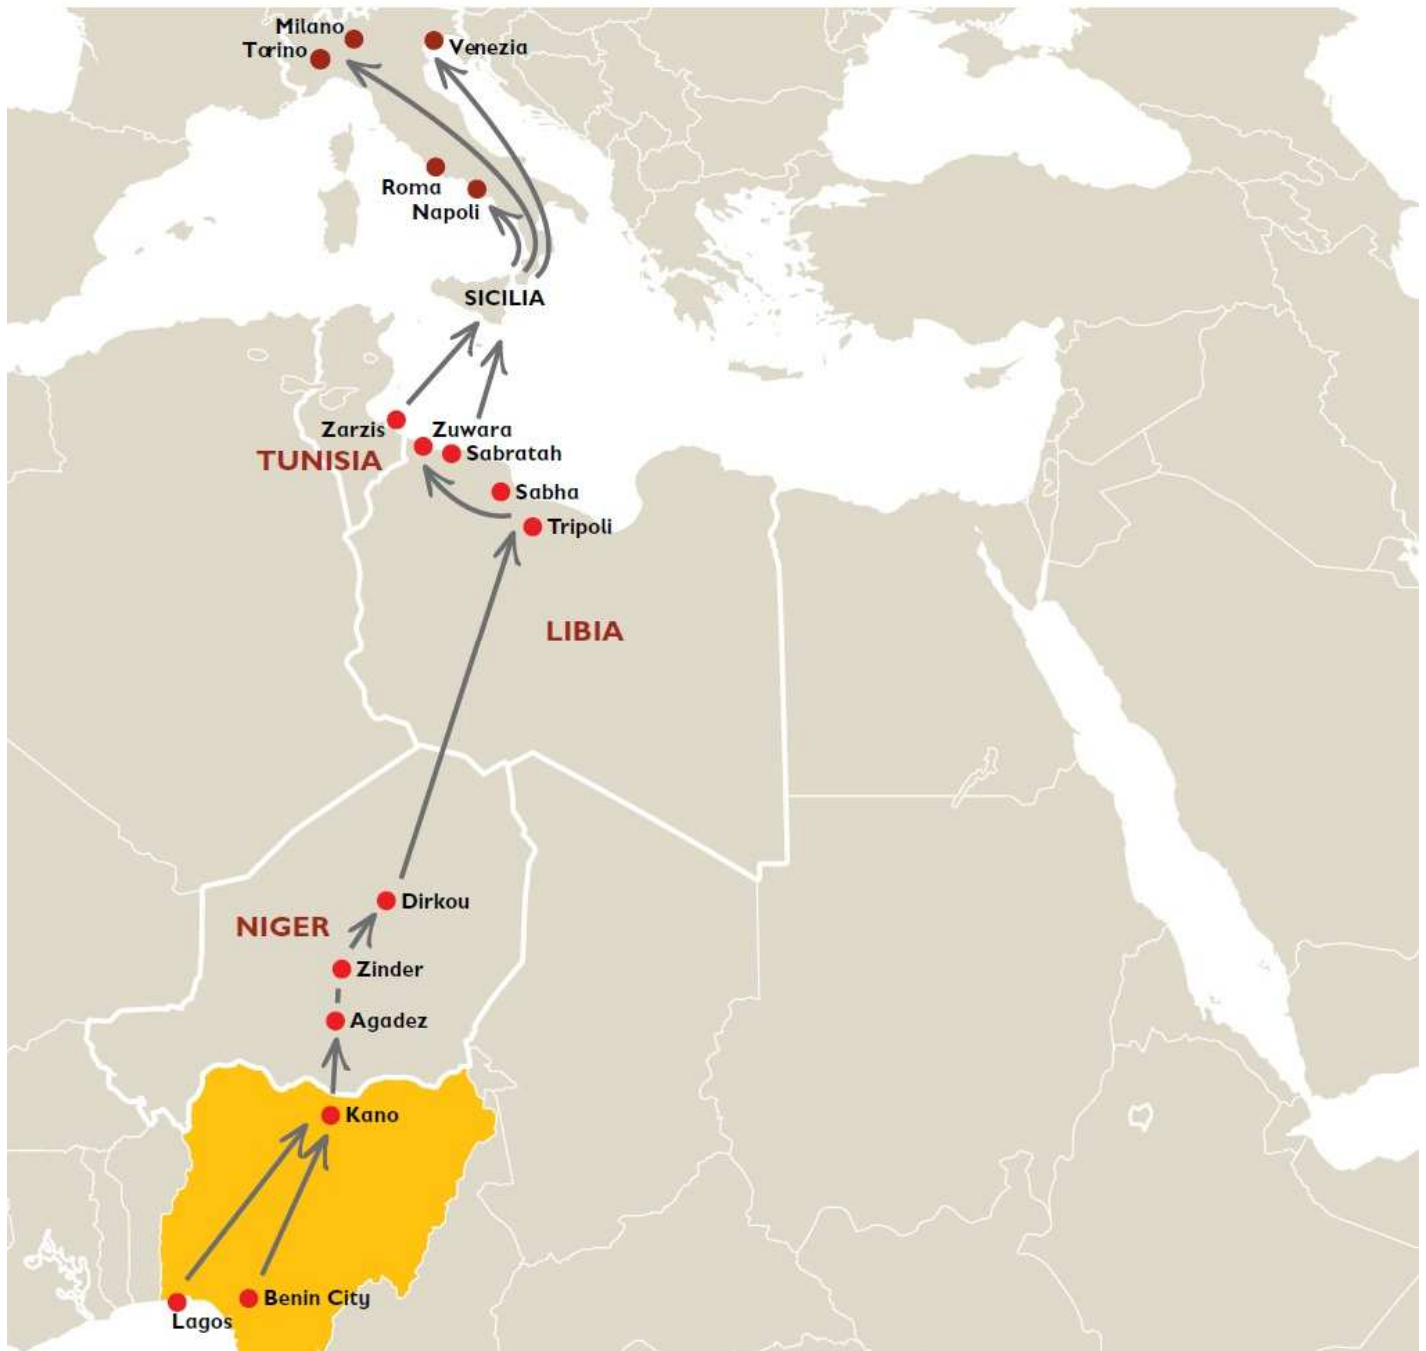 Milano
Torino
Venezia
Roma
Napoli
SICILIA
Zarzis
Zuwara
TUNISIA
Sabratah
Sabha
Tripoli
LIBIA
Dirkou
NIGER
Zinder
Agadez
Kano
Benin City
Lagos